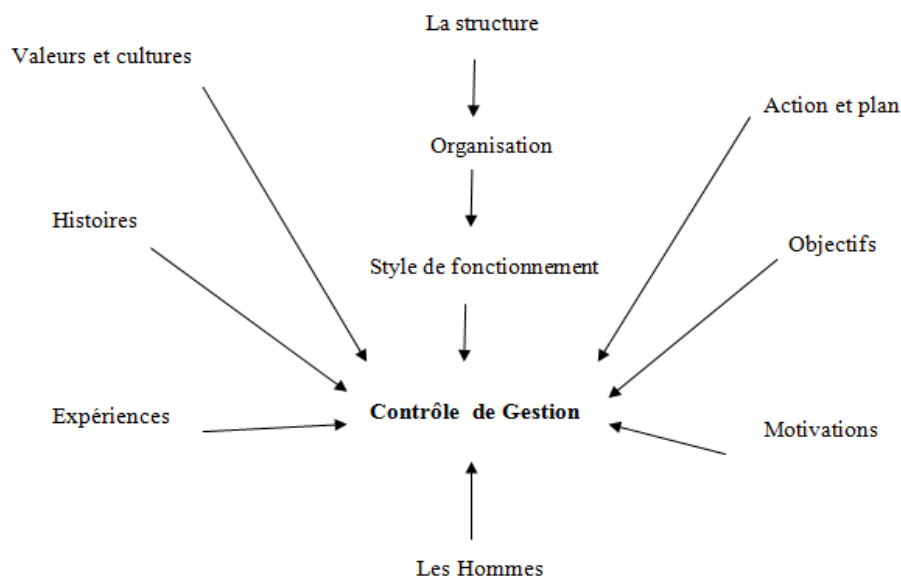 La structure
Valeurs et cultures
Action et plan
Organisation
Histoires
Objectifs
Style de fonctionnement
Contrôle de Gestion
Expériences
Motivations
Les Hommes